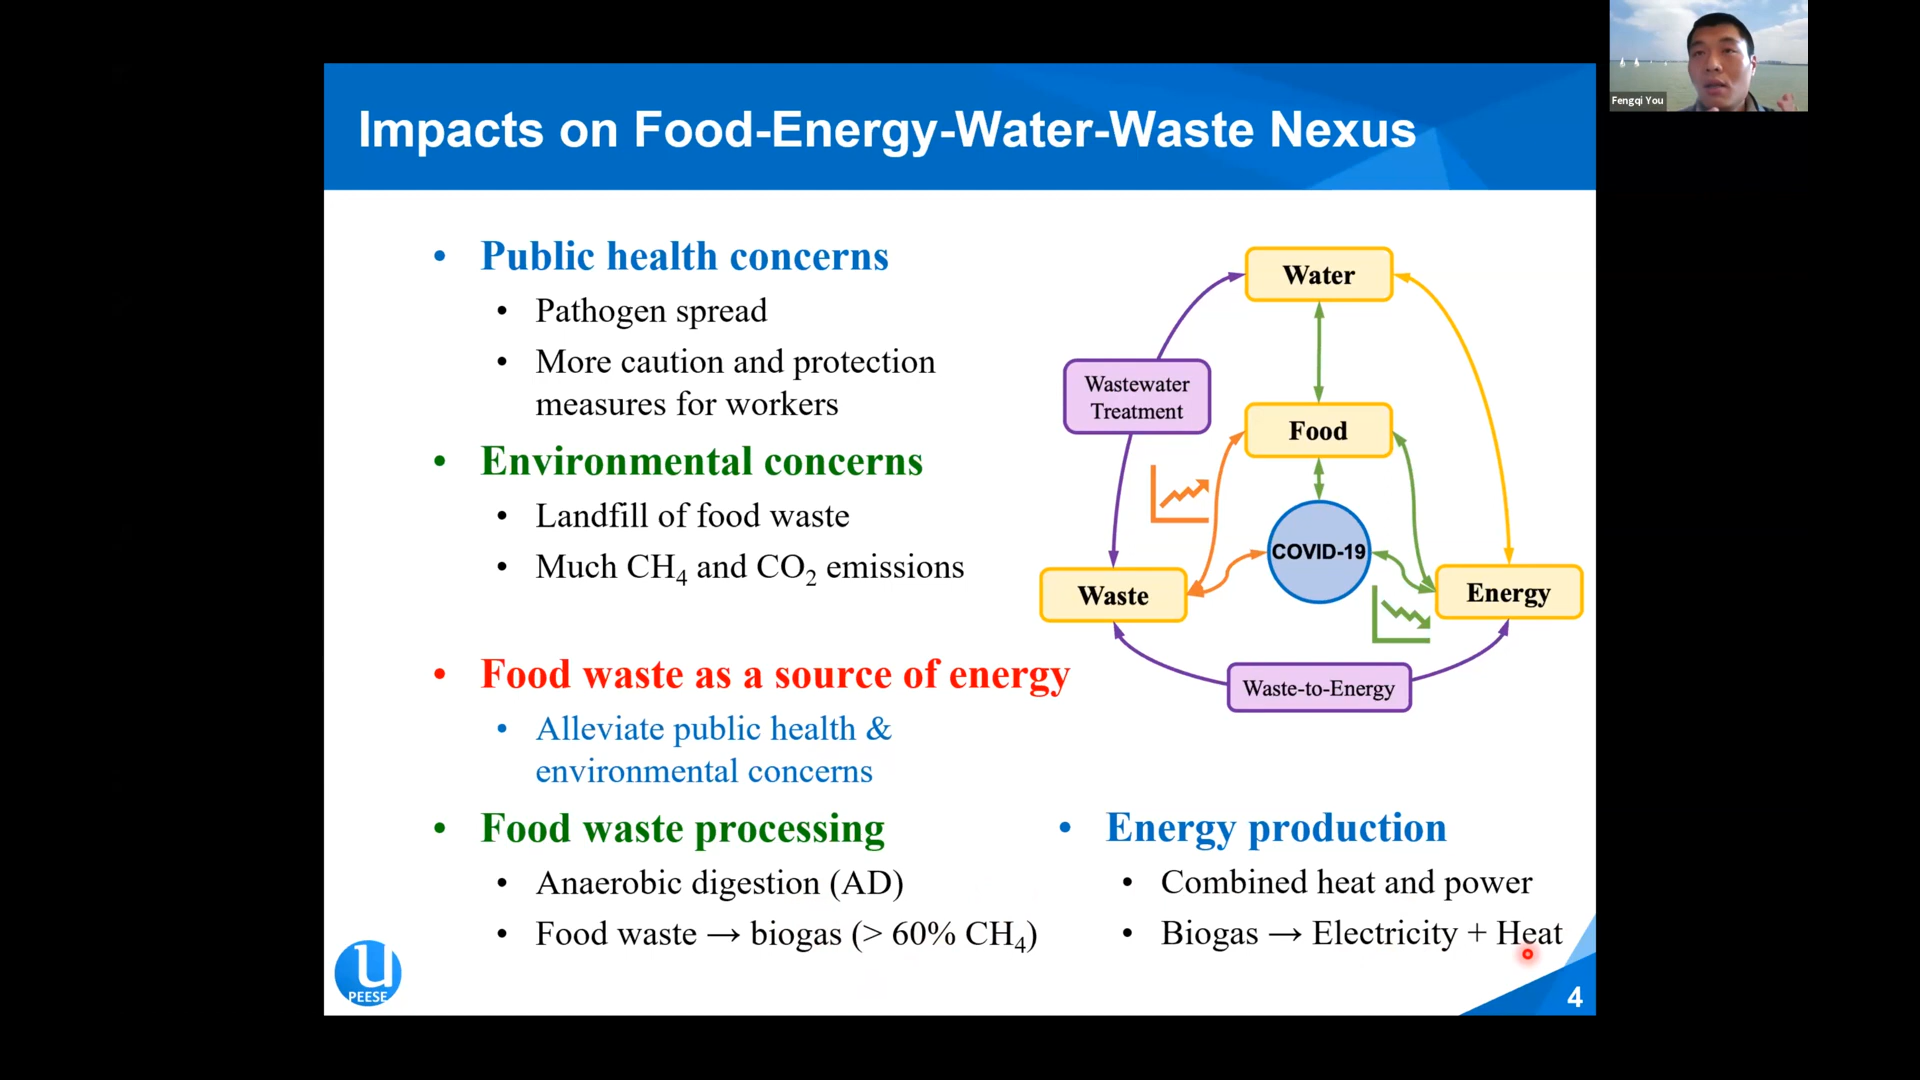 Fengqi You
Impacts on Food-Energy-Water-Waste Nexus
• Public health concerns
• Pathogen spread
• More caution and protection
measures for workers
• Environmental concerns
• Landfill of food waste
• Much CH₄ and CO₂ emissions
• Food waste as a source of energy
• Alleviate public health &
environmental concerns
• Food waste processing
• Anaerobic digestion (AD)
• Food waste → biogas (> 60% CH₄)
Water
Wastewater
Treatment
Food
COVID-19
Waste
Energy
Waste-to-Energy
• Energy production
• Combined heat and power
• Biogas → Electricity + Heat
U
PEESE
4